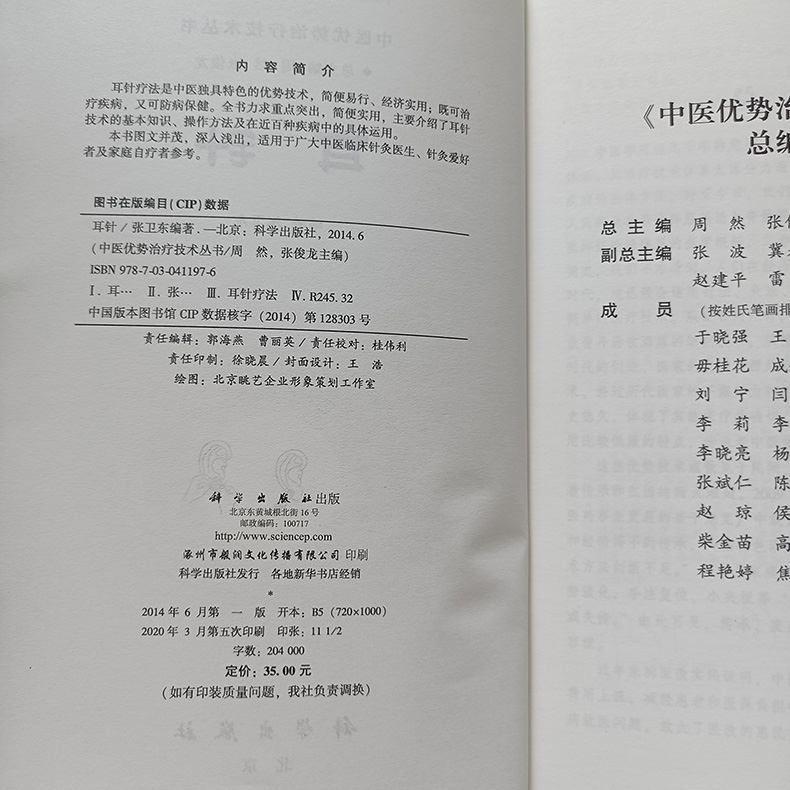 内 容 简 介
耳针疗法是中医独具特色的优势技术，简便易行、经济实用；既可治
疗疾病，又可防病保健。全书力求重点突出，简便实用，主要介绍了耳针
技术的基本知识、操作方法及在近百种疾病中的具体运用。
本书图文并茂，深入浅出，适用于广大中医临床针灸医生、针灸爱好
者及家庭自疗者参考。
图书在版编目(CIP)数据
耳针/张卫东编著.—北京：科学出版社，2014.6
(中医优势治疗技术丛书/周 然，张俊龙主编)
ISBN 978-7-03-041197-6
Ⅰ.耳… Ⅱ.张… Ⅲ.耳针疗法 Ⅳ.R245.32
中国版本图书馆 CIP 数据核字（2014）第 128303 号
责任编辑：郭海燕 曹丽英/责任校对：桂伟利
责任印制：徐晓晨/封面设计：王 浩
绘图：北京眺艺企业形象策划工作室
科学出版社出版
北京东黄城根北街 16 号
邮政编码：100717
http://www.sciencep.com
涿州市般润文化传播有限公司 印刷
科学出版社发行 各地新华书店经销
*
2014 年 6 月第 一 版 开本：B5 (720×1000)
2020 年 3 月第五次印刷 印张：11 1/2
字数：204 000
定价：35.00 元
(如有印装质量问题，我社负责调换)
《中医优势治
总编
总主编 周 然 张
副总主编 张 波 冀
赵建平 雷
成 员 (按姓氏笔画排
于晓强 王
毋桂花 成
刘 宁 闫
李 莉 李
李晓亮 杨
张斌仁 陈
赵 琼 侯
柴金苗 高
程艳婷 焦